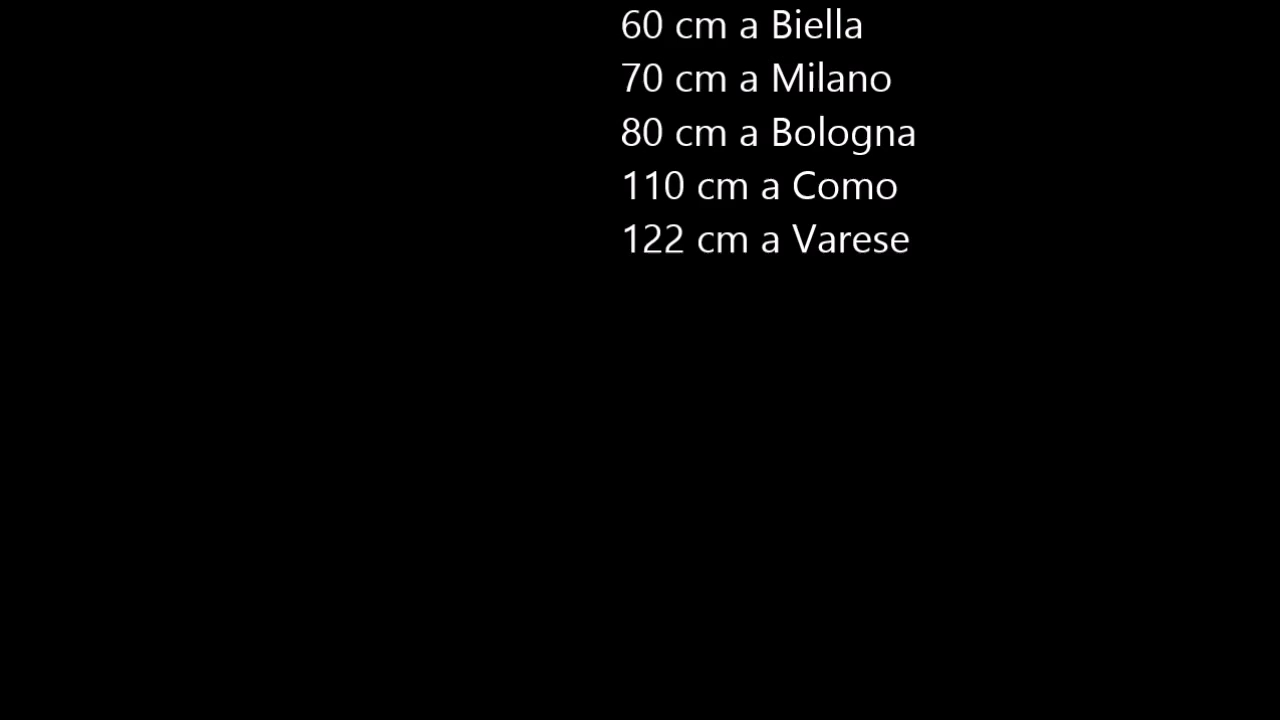 60 cm a Biella
70 cm a Milano
80 cm a Bologna
110 cm a Como
122 cm a Varese